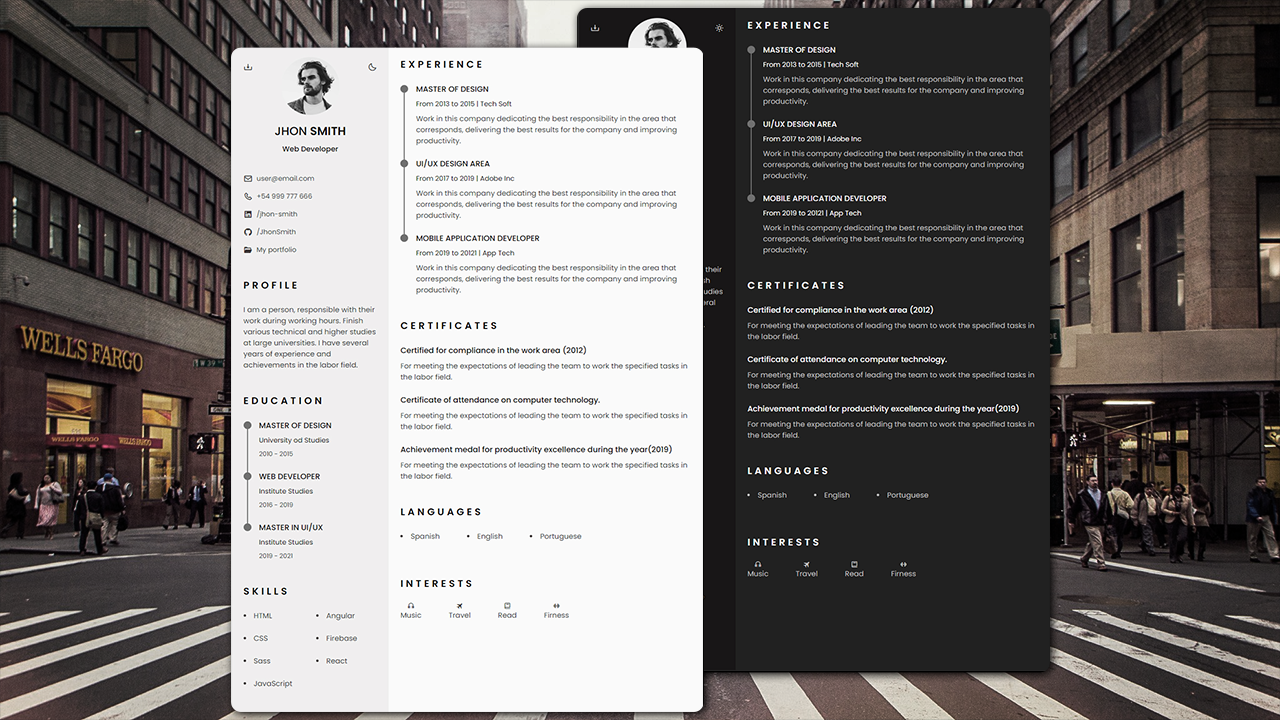 JHON SMITH
Web Developer
user@email.com
+54 999 777 666
/jhon-smith
/JhonSmith
My portfolio
PROFILE
I am a person, responsible with their
work during working hours. Finish
various technical and higher studies
at large universities. I have several
years of experience and
achievements in the labor field.
EDUCATION
MASTER OF DESIGN
University od Studies
2010 - 2015
WEB DEVELOPER
Institute Studies
2016 - 2019
MASTER IN UI/UX
Institute Studies
2019 - 2021
SKILLS
HTML
Angular
CSS
Firebase
Sass
React
JavaScript
EXPERIENCE
MASTER OF DESIGN
From 2013 to 2015 | Tech Soft
Work in this company dedicating the best responsibility in the area that
corresponds, delivering the best results for the company and improving
productivity.
UI/UX DESIGN AREA
From 2017 to 2019 | Adobe Inc
Work in this company dedicating the best responsibility in the area that
corresponds, delivering the best results for the company and improving
productivity.
MOBILE APPLICATION DEVELOPER
From 2019 to 20121 | App Tech
Work in this company dedicating the best responsibility in the area that
corresponds, delivering the best results for the company and improving
productivity.
CERTIFICATES
Certified for compliance in the work area (2012)
For meeting the expectations of leading the team to work the specified tasks in
the labor field.
Certificate of attendance on computer technology.
For meeting the expectations of leading the team to work the specified tasks in
the labor field.
Achievement medal for productivity excellence during the year(2019)
For meeting the expectations of leading the team to work the specified tasks in
the labor field.
LANGUAGES
Spanish
English
Portuguese
INTERESTS
Music
Travel
Read
Firness
their
udies
EXPERIENCE
MASTER OF DESIGN
From 2013 to 2015 | Tech Soft
Work in this company dedicating the best responsibility in the area that
corresponds, delivering the best results for the company and improving
productivity.
UI/UX DESIGN AREA
From 2017 to 2019 | Adobe Inc
Work in this company dedicating the best responsibility in the area that
corresponds, delivering the best results for the company and improving
productivity.
MOBILE APPLICATION DEVELOPER
From 2019 to 20121 | App Tech
Work in this company dedicating the best responsibility in the area that
corresponds, delivering the best results for the company and improving
productivity.
CERTIFICATES
Certified for compliance in the work area (2012)
For meeting the expectations of leading the team to work the specified tasks in
the labor field.
Certificate of attendance on computer technology.
For meeting the expectations of leading the team to work the specified tasks in
the labor field.
Achievement medal for productivity excellence during the year(2019)
For meeting the expectations of leading the team to work the specified tasks in
the labor field.
LANGUAGES
Spanish
English
Portuguese
INTERESTS
Music
Travel
Read
Firness
WELLS FARGO
WELLS FARGO
WELLS FARGO
W 39